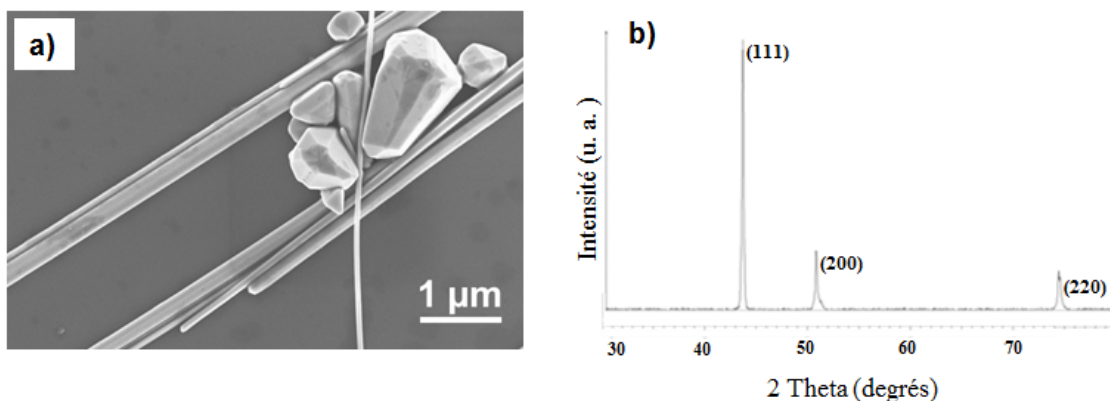 a)
1 µm
b)
Intensité (u. a. )
(111)
(200)
(220)
30 40 50 60 70
2 Theta (degrés)